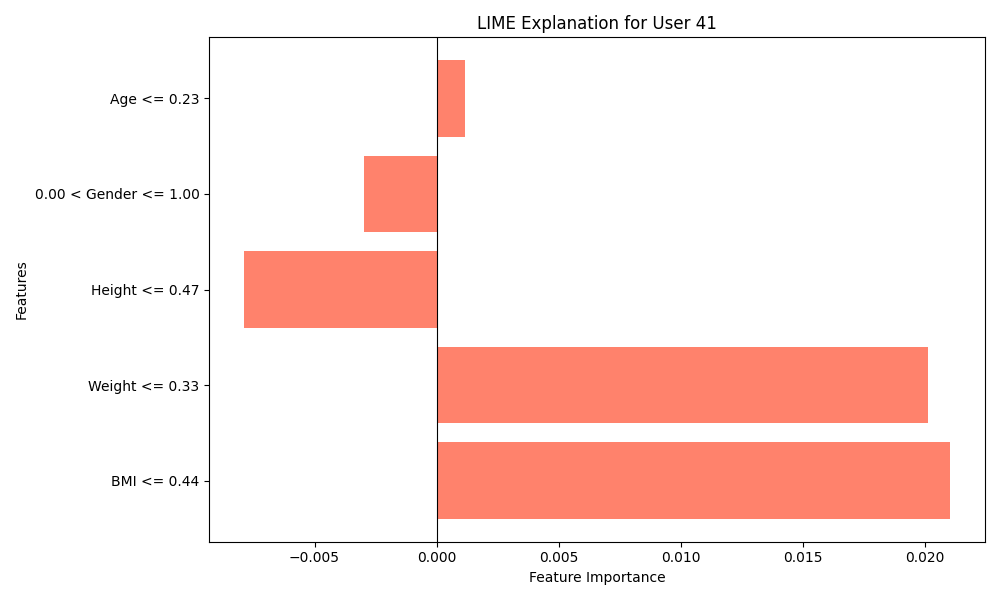 LIME Explanation for User 41
Age <= 0.23
0.00 < Gender <= 1.00
Height <= 0.47
Weight <= 0.33
BMI <= 0.44
Features
−0.005 0.000 0.005 0.010 0.015 0.020
Feature Importance